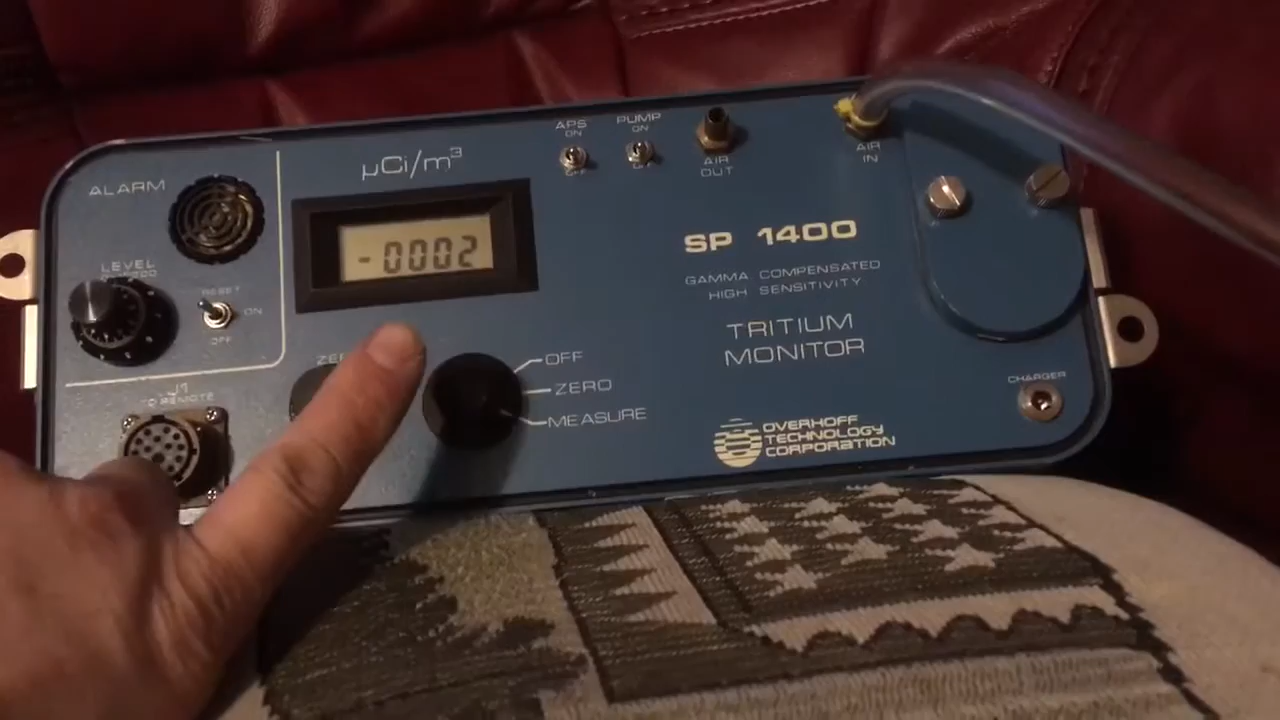 ALARM
LEVEL
RESET
ON
OFF
J1
TO REMOTE
µCi/m³
-0002
APS
ON
PUMP
ON
AIR
OUT
AIR
IN
SP 1400
GAMMA COMPENSATED
HIGH SENSITIVITY
TRITIUM
MONITOR
OFF
ZERO
MEASURE
CHARGER
OVERHOFF
TECHNOLOGY
CORPORATION